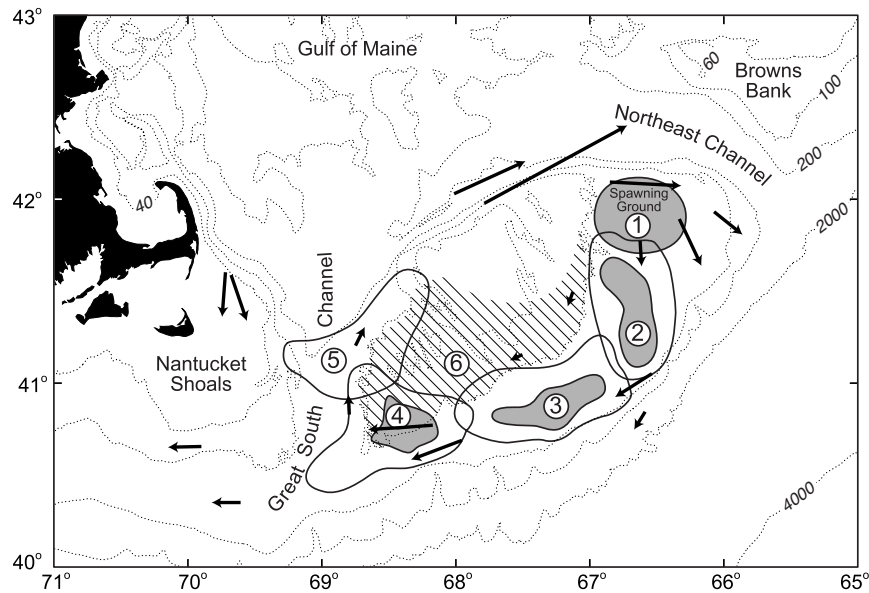 43°
Gulf of Maine
60
Browns
Bank
100
Northeast Channel
200
42°
40
Spawning
Ground
1
2000
Channel
2
5
6
Nantucket
Shoals
41°
3
4
Great South
4000
40°
71°
70°
69°
68°
67°
66°
65°